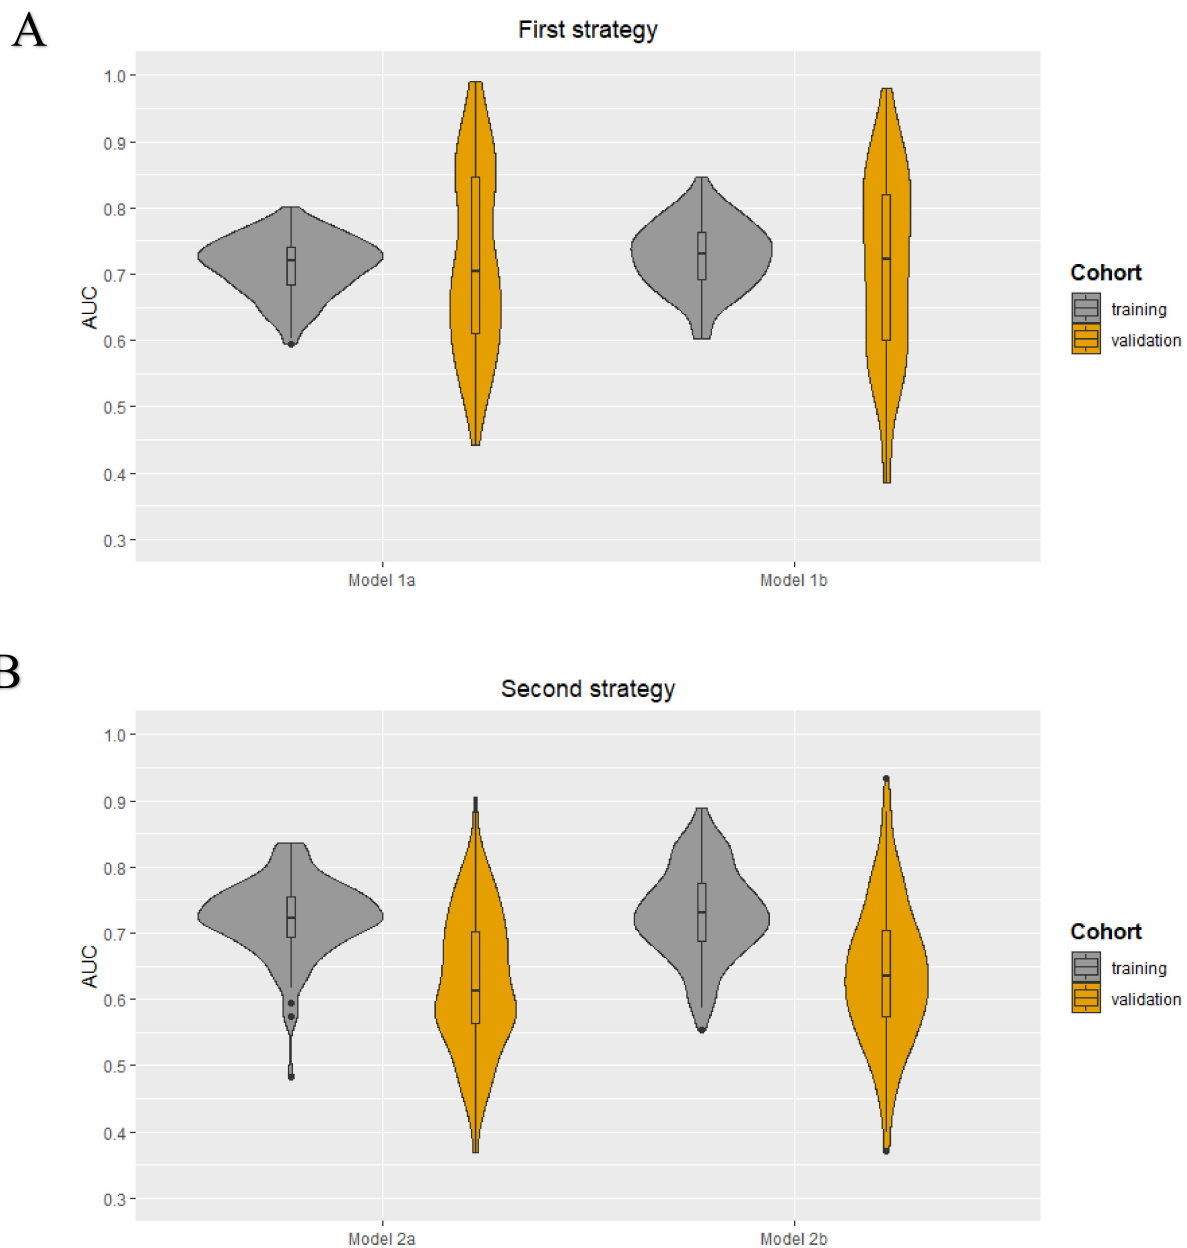 A
First strategy
1.0
0.9
0.8
0.7
0.6
0.5
0.4
0.3
AUC
Model 1a
Model 1b
Cohort
training
validation
B
Second strategy
1.0
0.9
0.8
0.7
0.6
0.5
0.4
0.3
AUC
Model 2a
Model 2b
Cohort
training
validation